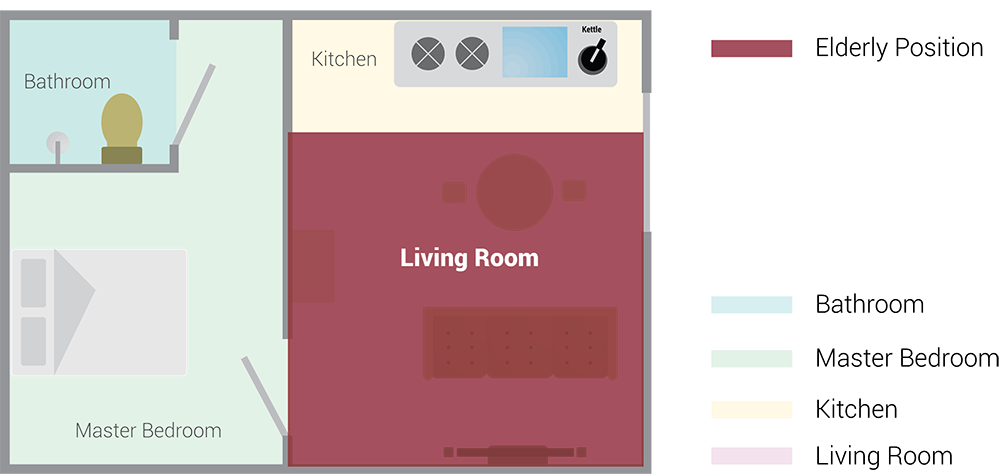 Kettle
Kitchen
Bathroom
Living Room
Master Bedroom
Elderly Position
Bathroom
Master Bedroom
Kitchen
Living Room